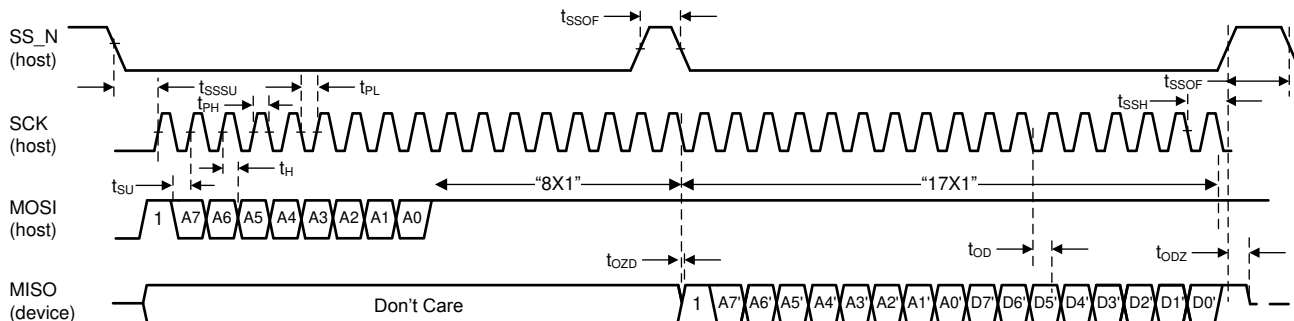 SS_N
(host)
tSSOF
tSSSU
tPH
tPL
tSSOF
tSSH
SCK
(host)
tSU
tH
“8X1”
“17X1”
MOSI
(host)
1 A7 A6 A5 A4 A3 A2 A1 A0
tOZD
tOD
tODZ
MISO
(device)
Don’t Care
1 A7' A6' A5' A4' A3' A2' A1' A0' D7' D6' D5' D4' D3' D2' D1' D0'